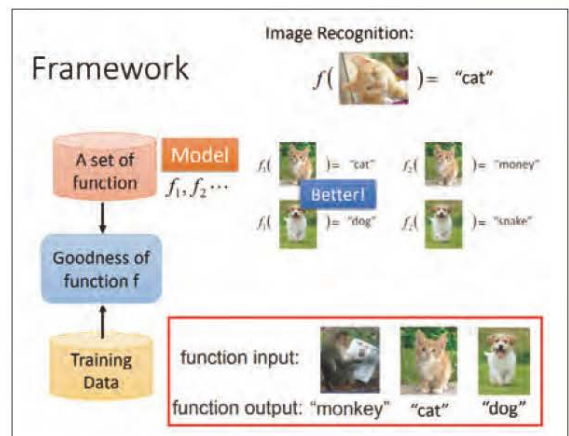 Image Recognition:
Framework
f( )= "cat"
A set of
function
Model
f₁, f₂ ⋯
f₁( )= "cat"
f₂( )= "money"
Better!
f₁( )= "dog"
f₂( )= "snake"
Goodness of
function f
Training
Data
function input:
function output: "monkey" "cat" "dog"